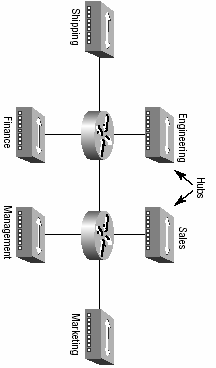 Shipping
Engineering
Finance
Hubs
Sales
Management
Marketing